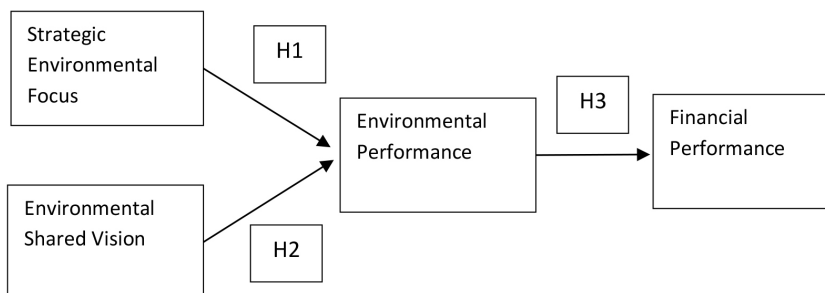 Strategic
Environmental
Focus
H1
Environmental
Performance
H3
Financial
Performance
Environmental
Shared Vision
H2